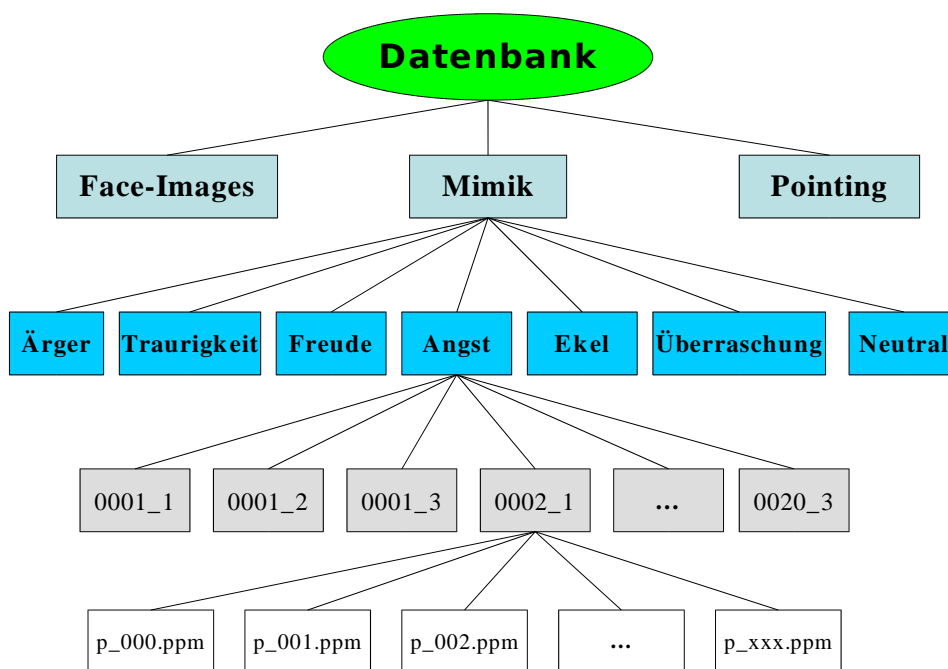 Datenbank
Face-Images Mimik Pointing
Ärger Traurigkeit Freude Angst Ekel Überraschung Neutral
0001_1 0001_2 0001_3 0002_1 ... 0020_3
p_000.ppm p_001.ppm p_002.ppm ... p_xxx.ppm